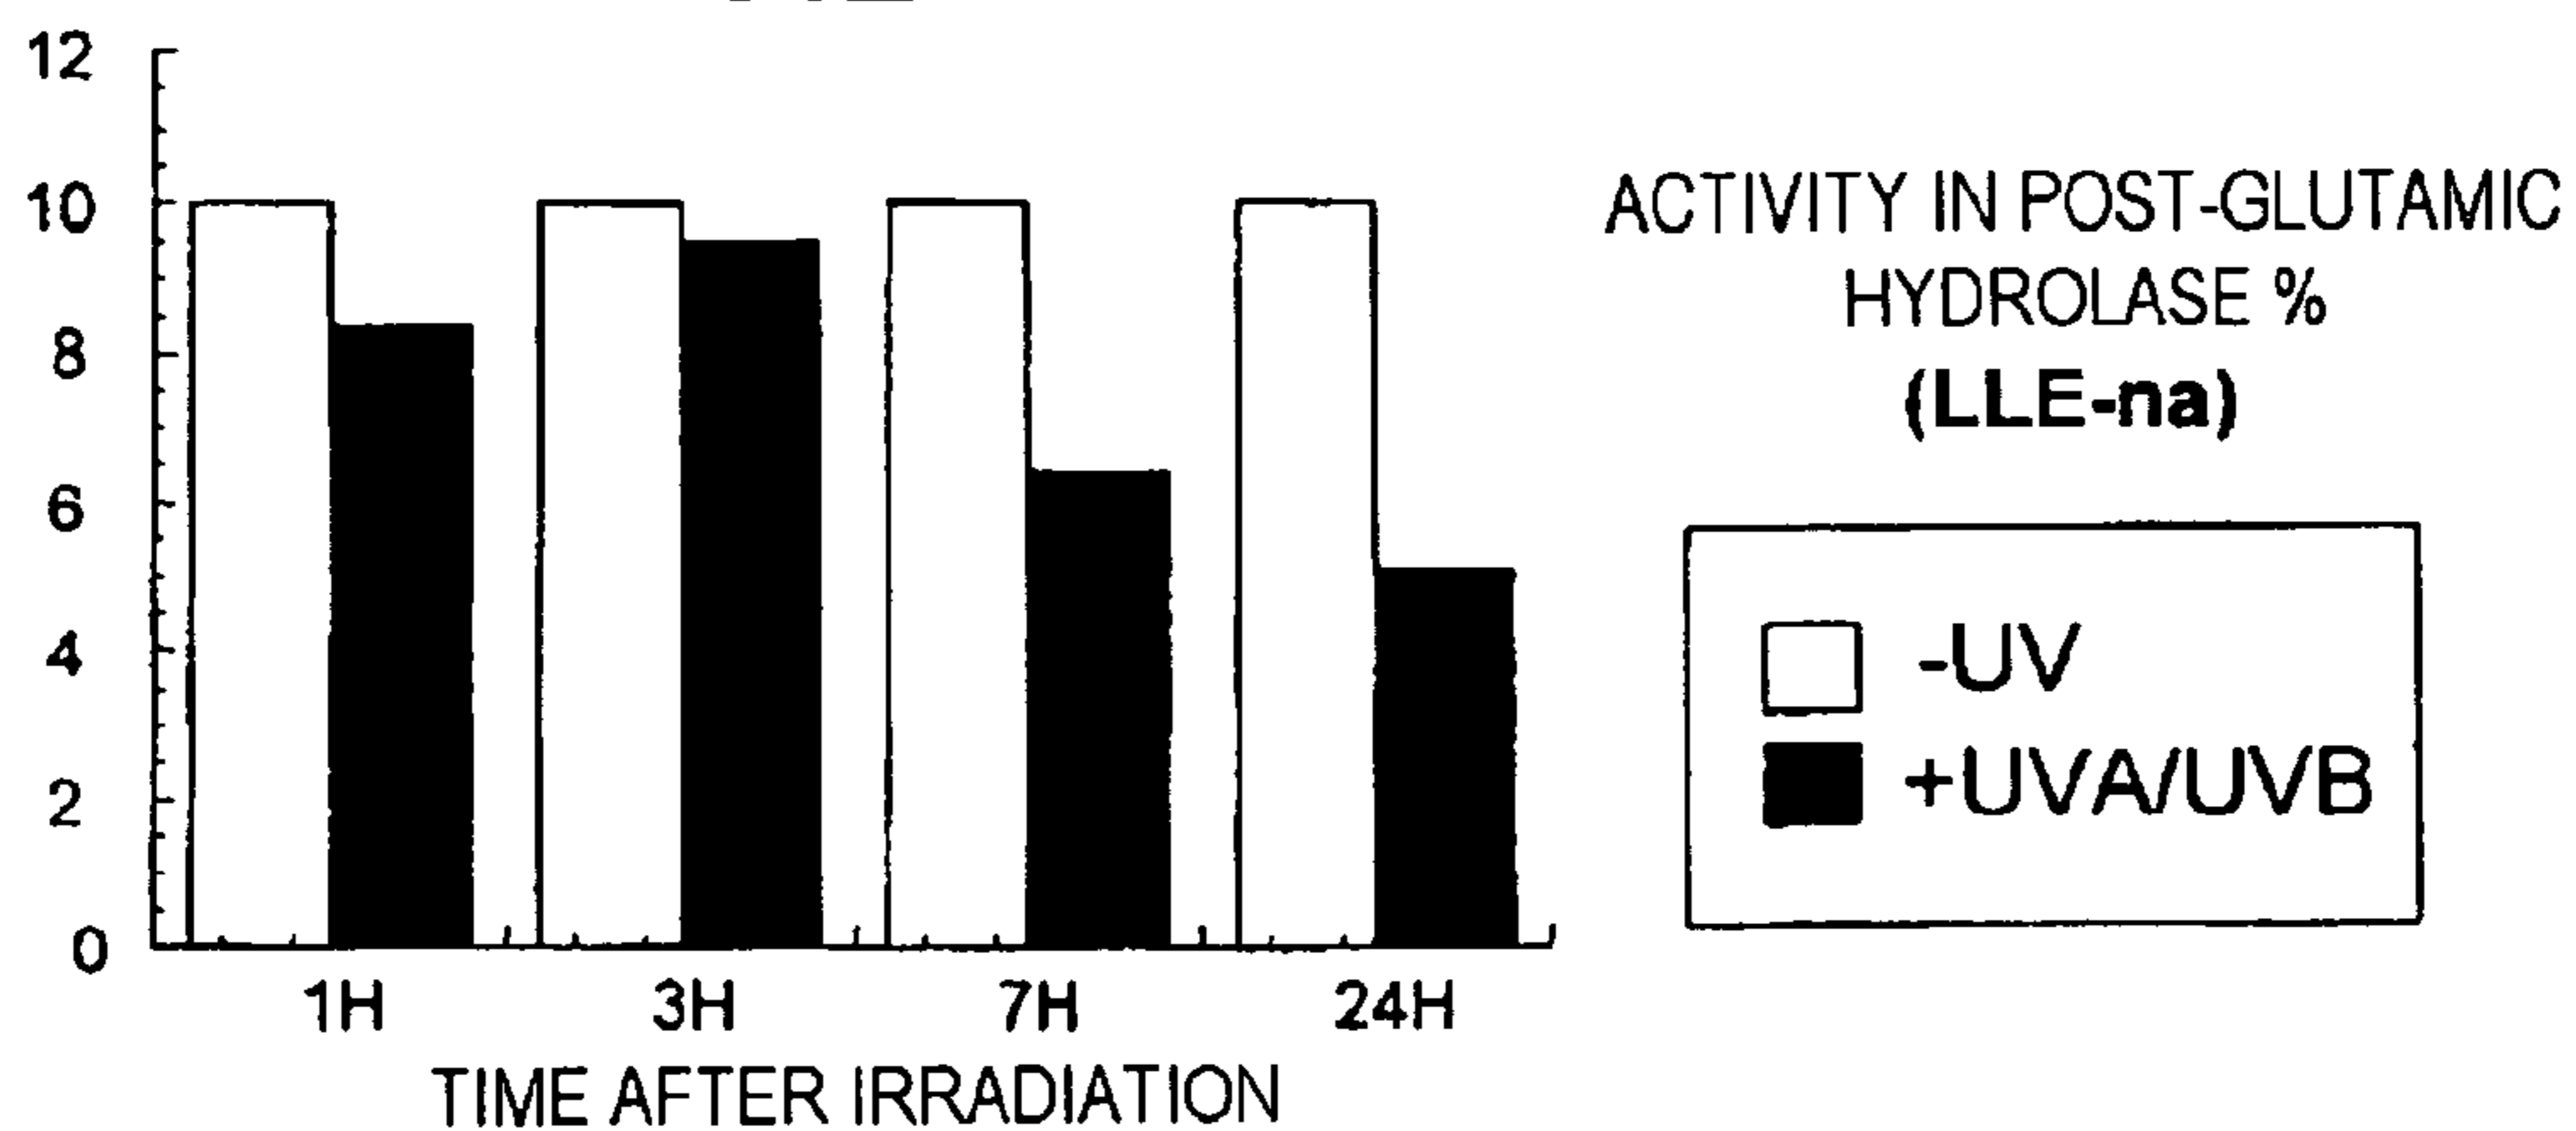 12
10
8
6
4
2
0
1H 3H 7H 24H
TIME AFTER IRRADIATION
ACTIVITY IN POST-GLUTAMIC
HYDROLASE %
(LLE-na)
-UV
+UVA/UVB